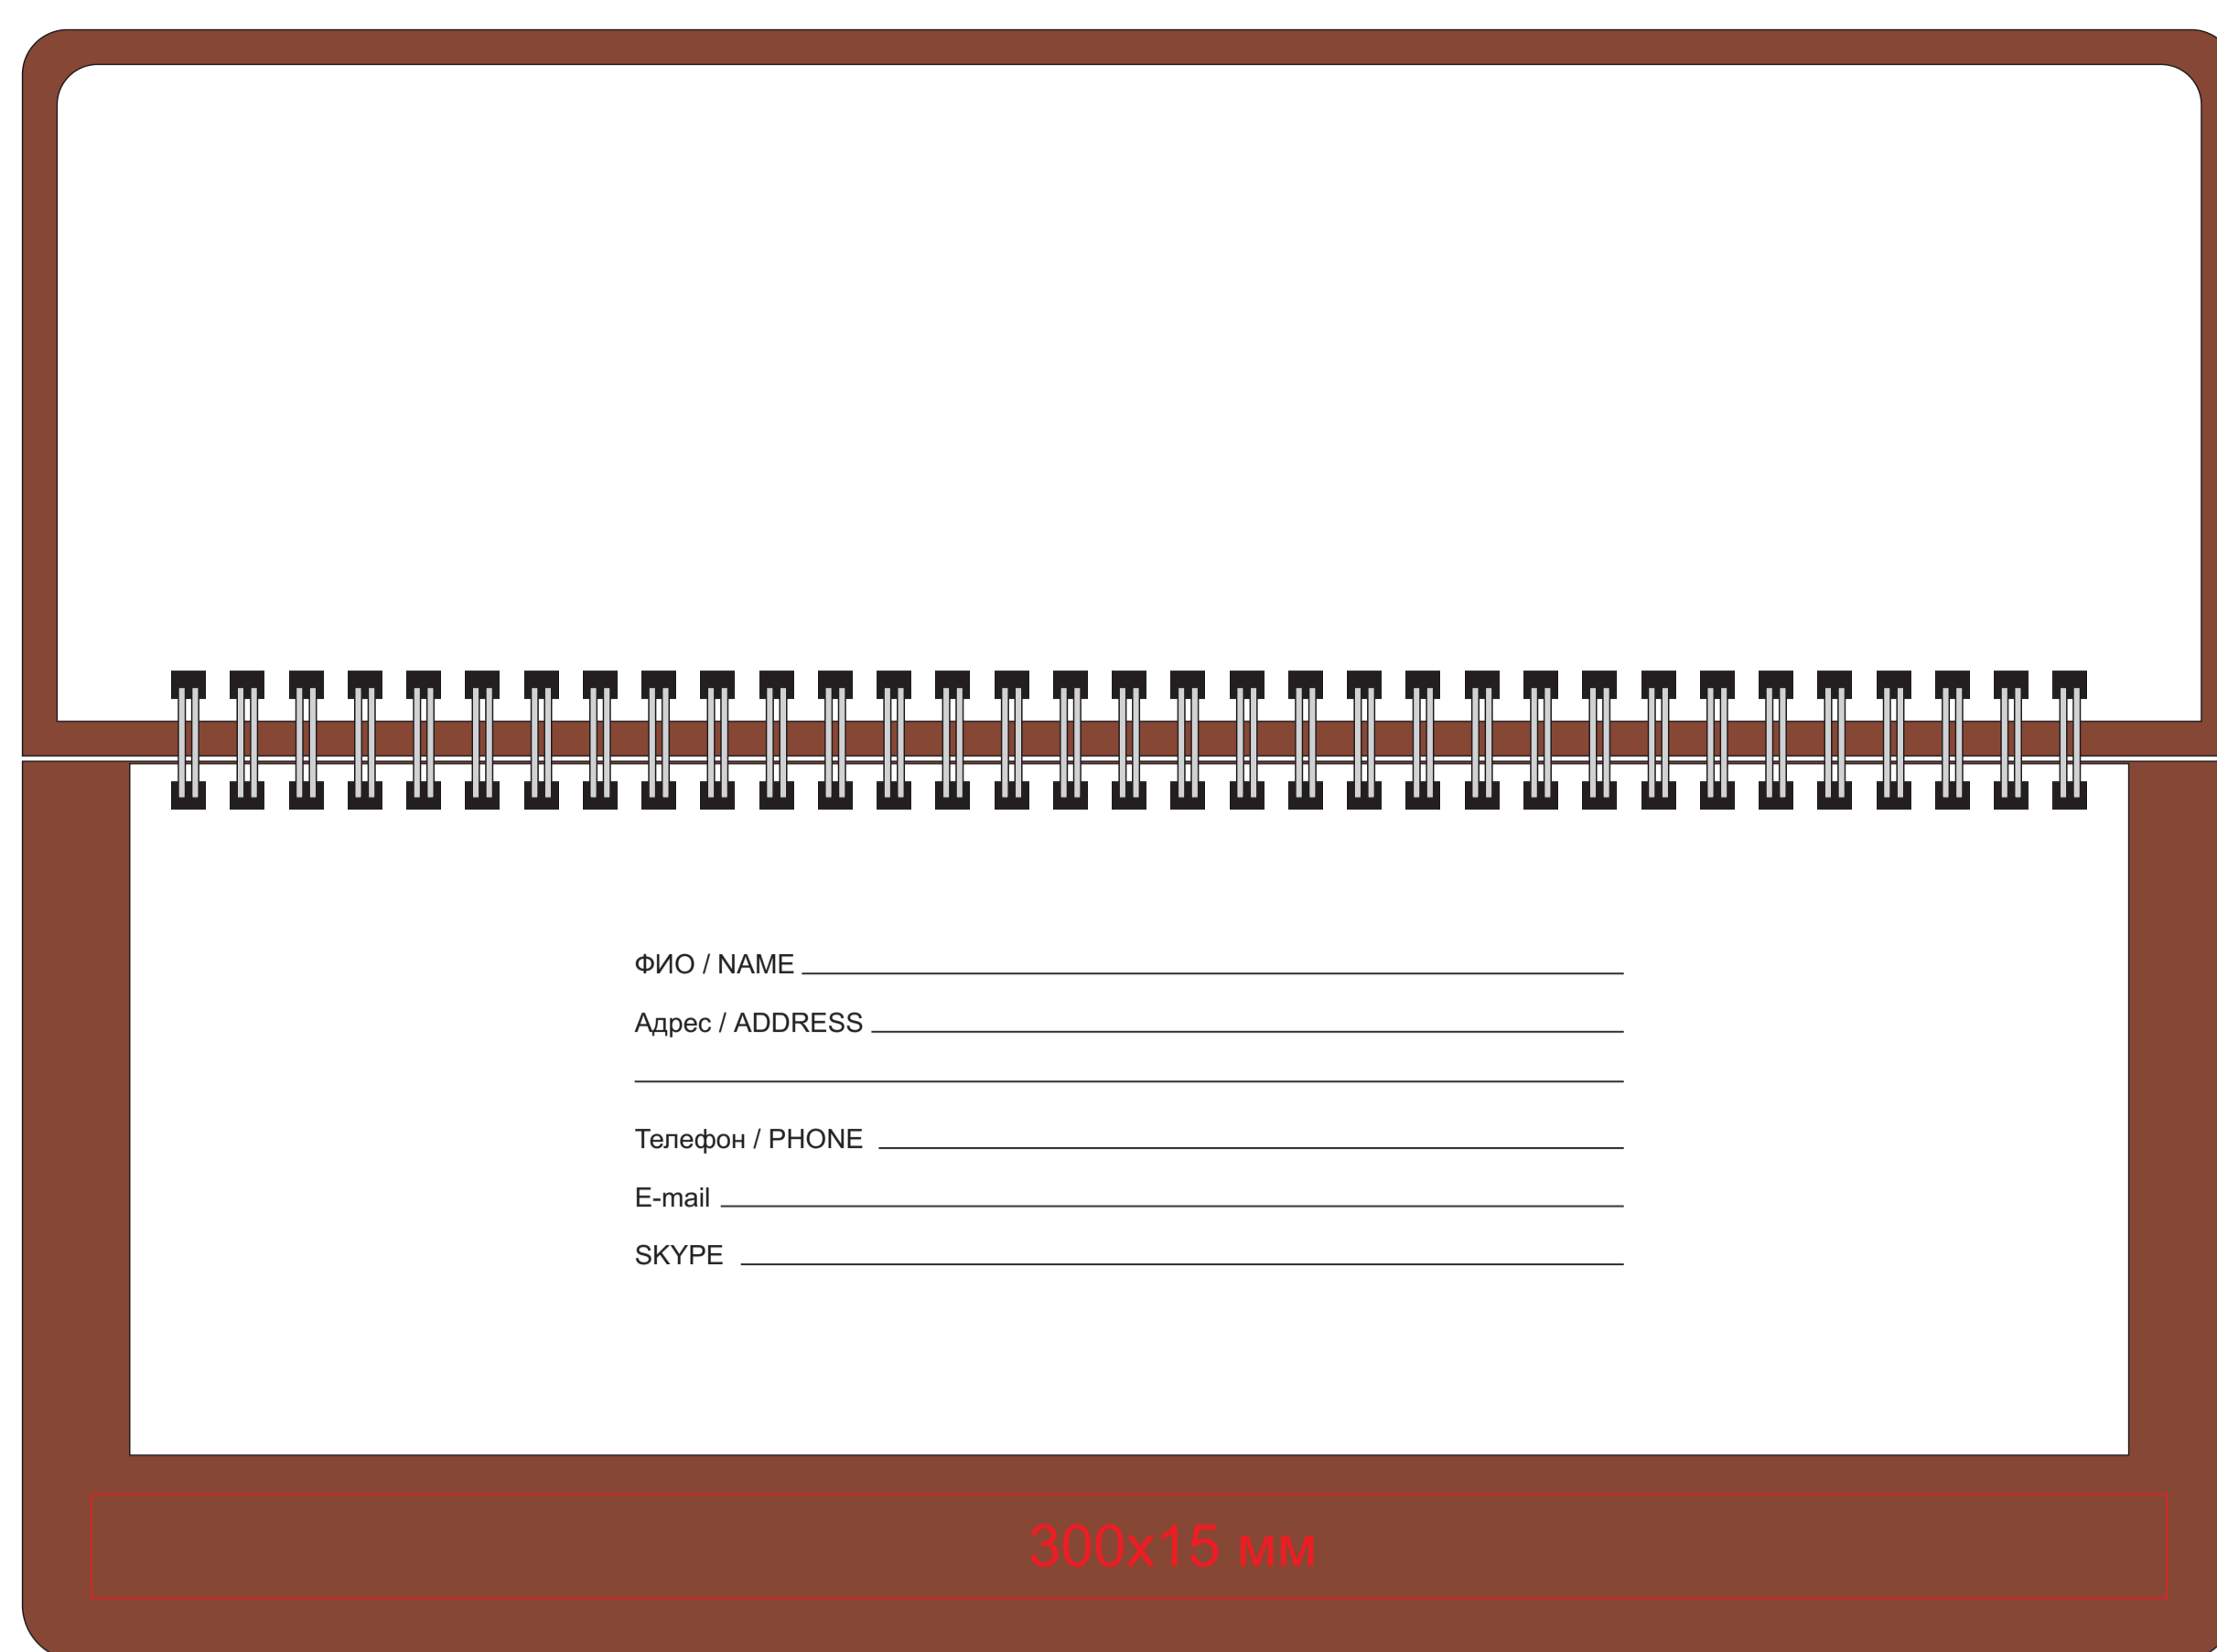 ФИО / NAME
Адрес / ADDRESS
Телефон / PHONE
E-mail
SKYPE
300x15 мм